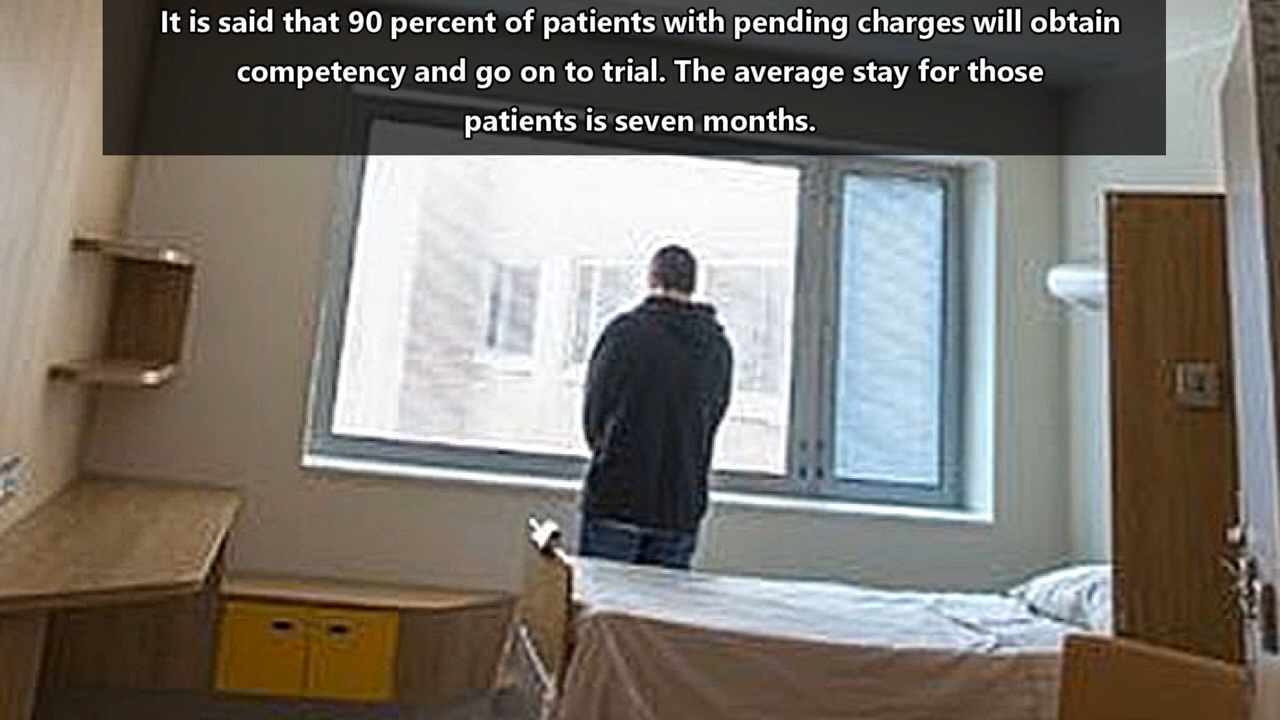 It is said that 90 percent of patients with pending charges will obtain
competency and go on to trial. The average stay for those
patients is seven months.